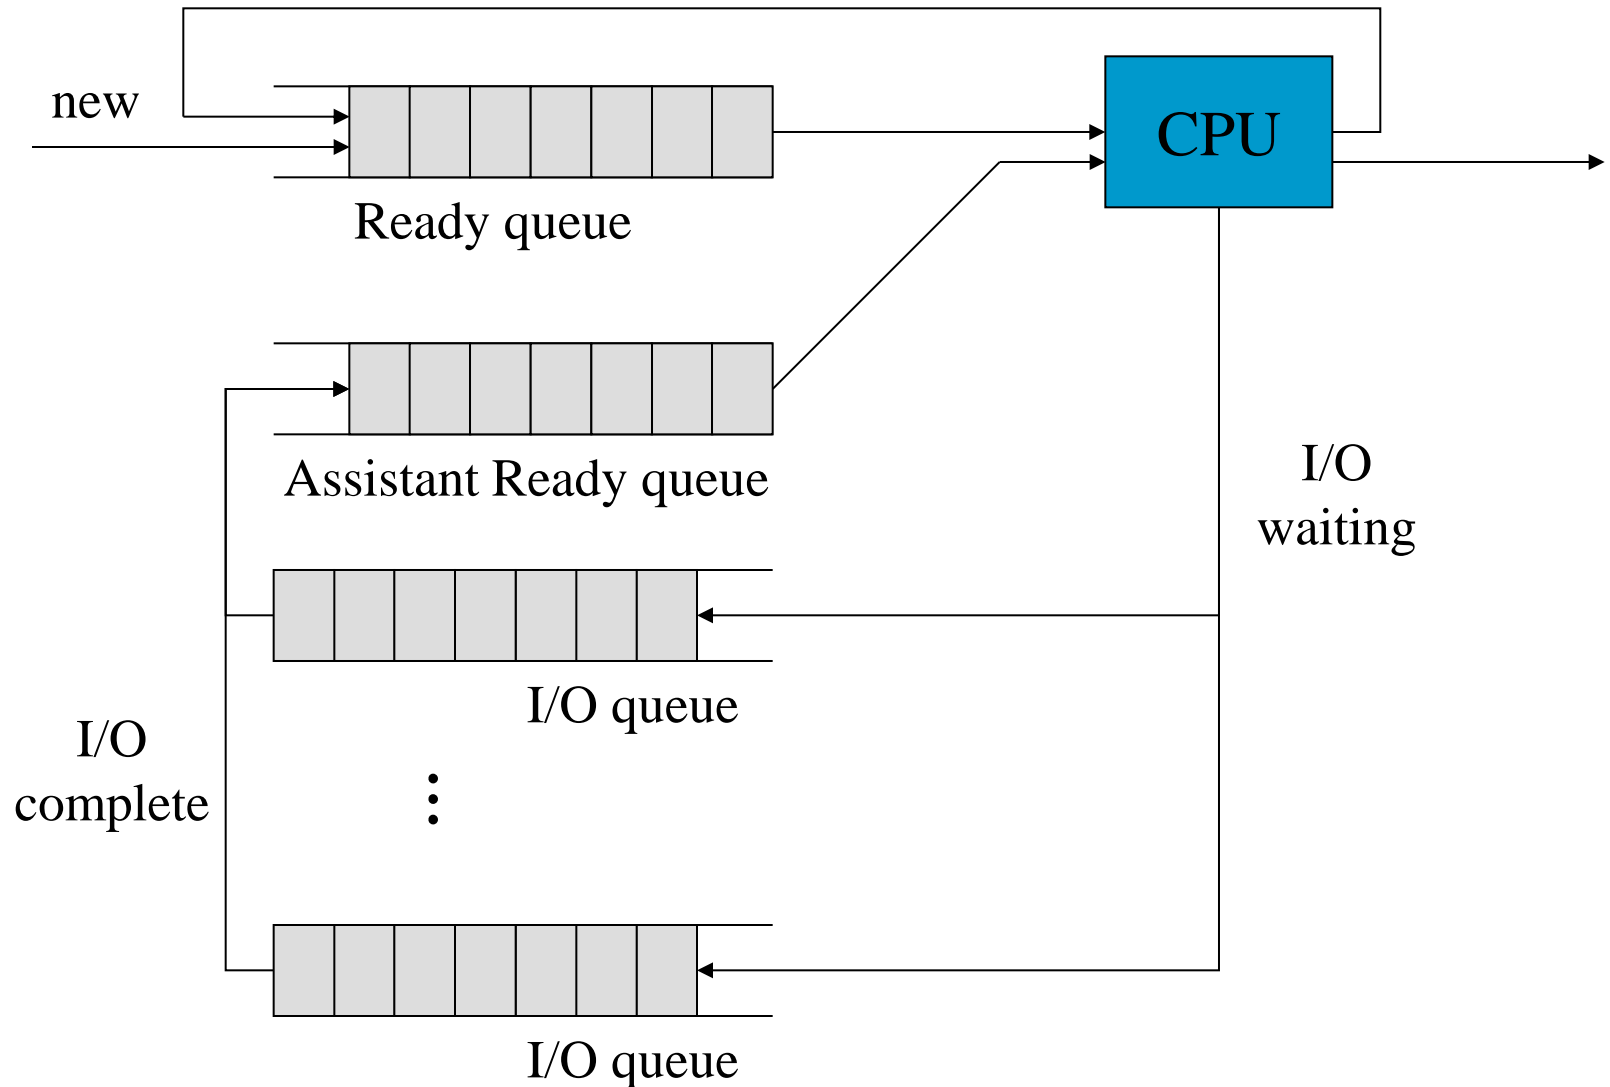 new
CPU
Ready queue
Assistant Ready queue
I/O
waiting
I/O queue
I/O
complete
I/O queue